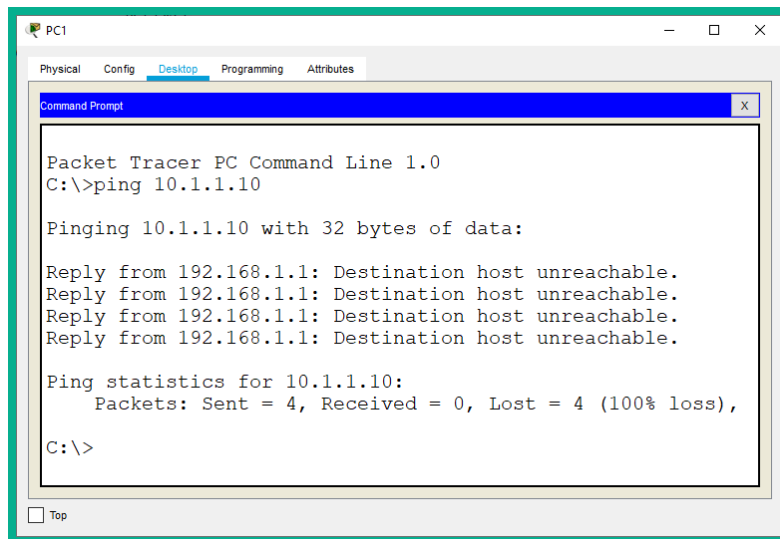 PC1
Physical Config Desktop Programming Attributes
Command Prompt X
Packet Tracer PC Command Line 1.0
C:\>ping 10.1.1.10
Pinging 10.1.1.10 with 32 bytes of data:
Reply from 192.168.1.1: Destination host unreachable.
Reply from 192.168.1.1: Destination host unreachable.
Reply from 192.168.1.1: Destination host unreachable.
Reply from 192.168.1.1: Destination host unreachable.
Ping statistics for 10.1.1.10:
Packets: Sent = 4, Received = 0, Lost = 4 (100% loss),
C:\>
Top